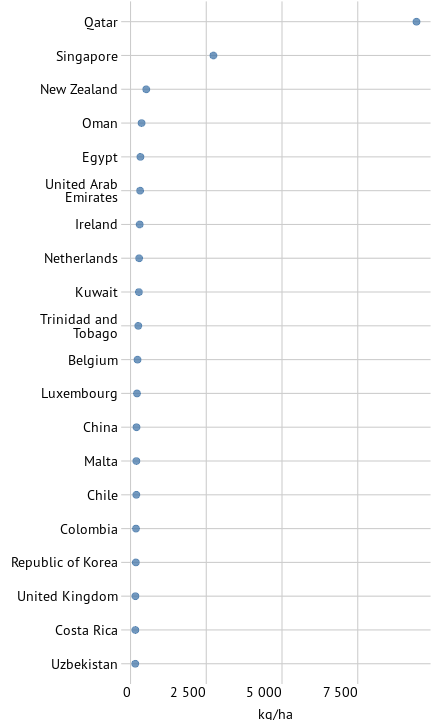 Qatar
Singapore
New Zealand
Oman
Egypt
United Arab
Emirates
Ireland
Netherlands
Kuwait
Trinidad and
Tobago
Belgium
Luxembourg
China
Malta
Chile
Colombia
Republic of Korea
United Kingdom
Costa Rica
Uzbekistan
0 2 500 5 000 7 500
kg/ha